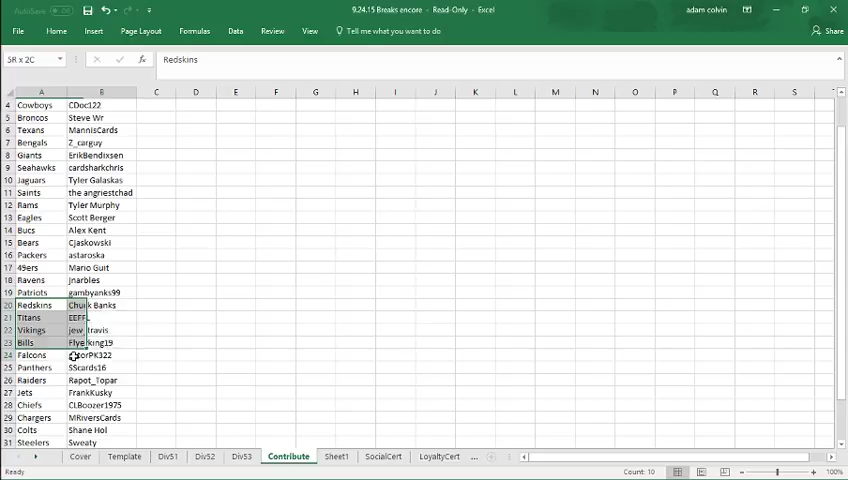 AutoSave Off 9.24.15 Breaks encore - Read-Only - Excel adam colvin
File Home Insert Page Layout Formulas Data Review View Tell me what you want to do Share
5R x 2C fx Redskins
A B C D E F G H I J K L M N O P Q R S
4 Cowboys CDoc122
5 Broncos Steve Wr
6 Texans MannisCards
7 Bengals Z_carguy
8 Giants ErikBendixsen
9 Seahawks cardsharkchris
10 Jaguars Tyler Galaskas
11 Saints the angriestchad
12 Rams Tyler Murphy
13 Eagles Scott Berger
14 Bucs Alex Kent
15 Bears Cjaskowski
16 Packers astaroska
17 49ers Mario Guit
18 Ravens jnarbles
19 Patriots gambyanks99
20 Redskins Chuck Banks
21 Titans EEFFL
22 Vikings jew_travis
23 Bills Flyerking19
24 Falcons
25 Panthers SScards16
26 Raiders Rapot_Topar
27 Jets FrankKusky
28 Chiefs CLBoozer1975
29 Chargers MRiversCards
30 Colts Shane Hol
31 Steelers Sweaty
Cover Template Div51 Div52 Div53 Contribute Sheet1 SocialCert LoyaltyCert ...
Ready Count: 10 100%